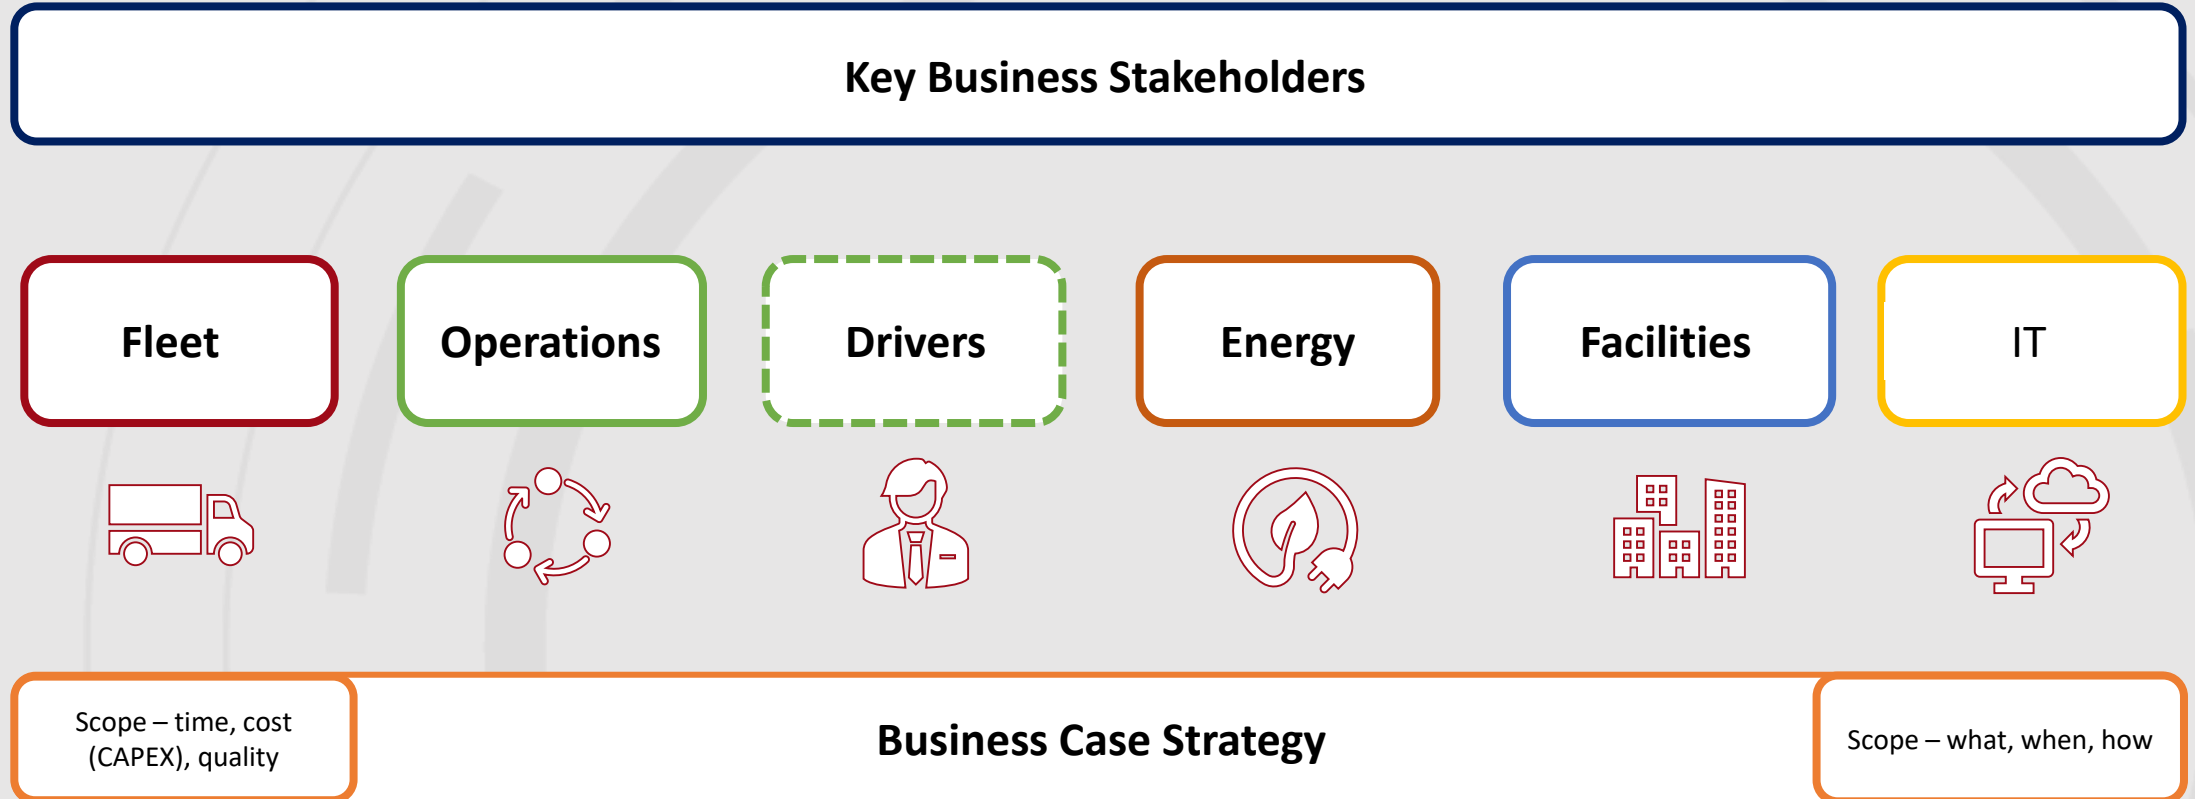 Key Business Stakeholders
Fleet
Operations
Drivers
Energy
Facilities
IT
Scope – time, cost
(CAPEX), quality
Business Case Strategy
Scope – what, when, how